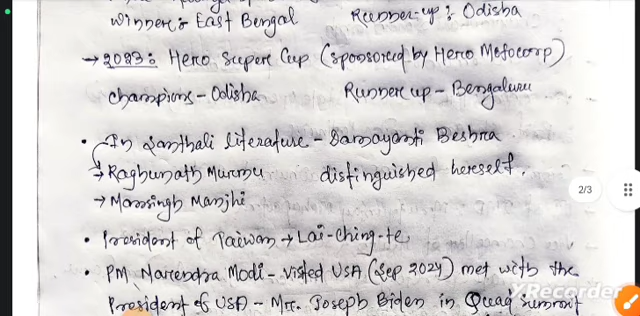 Winner : East Bengal Runner-up : Odisha
→ 2023 : Hero Super Cup (sponsored by Hero Motocorp)
Champions - Odisha Runner up - Bengaluru
• In Santhali literature - Damayanti Beshra
→ Raghunath Murmu distinguished herself.
→ Mansingh Manjhi
2/3
• President of Taiwan → Lai-Ching-te
• PM Narendra Modi - Visted USA (Sep 2024) met with the
President of USA - Mr. Joseph Biden in Quad summit
XRecorder